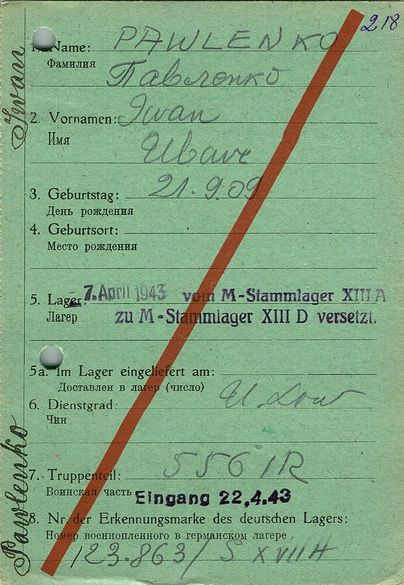 218
1. Name: PAWLENKO
Фамилия Павленко
2. Vornamen: Iwan
Имя Иван
3. Geburtstag: 21.9.09
День рождения
4. Geburtsort:
Место рождения
5. Lager: 7. April 1943 vom M-Stammlager XIII A
Лагер zu M-Stammlager XIII D versetzt.
5a. Im Lager eingeliefert am:
Доставлен в лагер (число)
6. Dienstgrad:
Чин
7. Truppenteil: 556 IR
Воинская часть Eingang 22.4.43
8. Nr. der Erkennungsmarke des deutschen Lagers:
Номер военнопленного в германском лагере
123.863/ S XVII A
Pawlenko Iwan